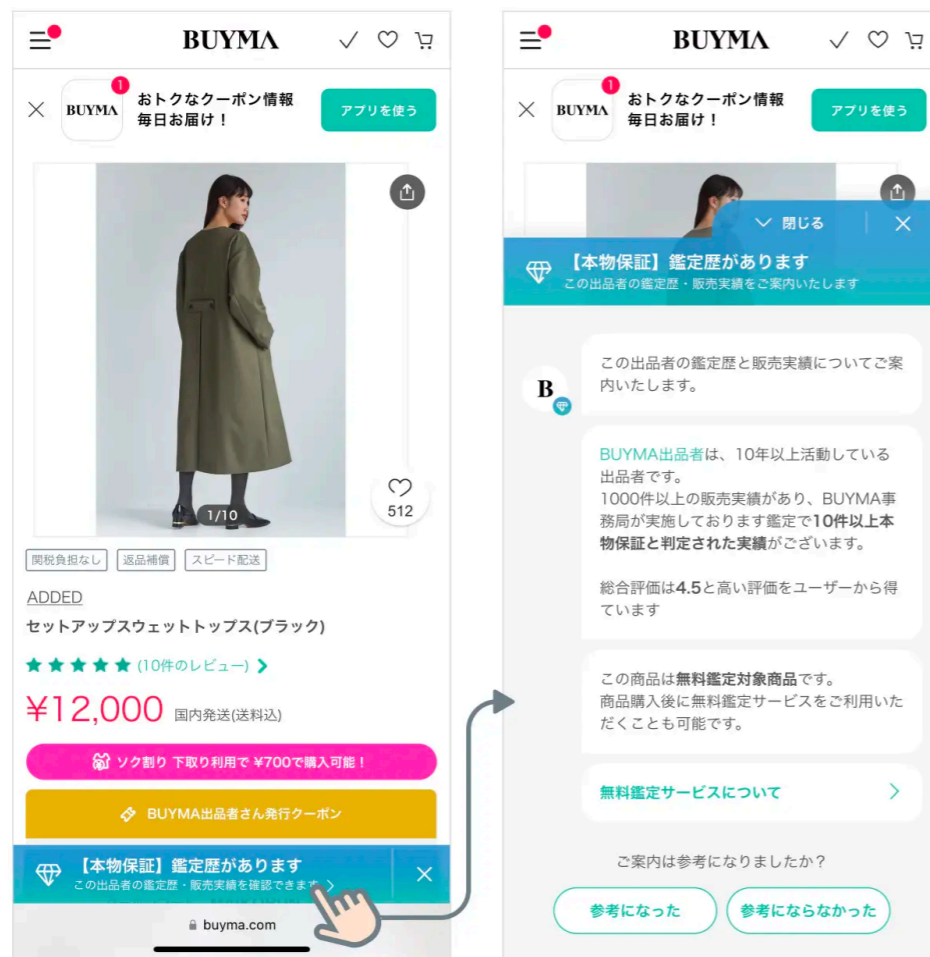 BUYMA
BUYMA
1
おトクなクーポン情報
毎日お届け！
アプリを使う
1/10
512
関税負担なし
返品補償
スピード配送
ADDED
セットアップスウェットトップス(ブラック)
(10件のレビュー)
¥12,000 国内発送(送料込)
ソク割り 下取り利用で ¥700で購入可能！
BUYMA出品者さん発行クーポン
【本物保証】鑑定歴があります
この出品者の鑑定歴・販売実績を確認できます
buyma.com
BUYMA
BUYMA
1
おトクなクーポン情報
毎日お届け！
アプリを使う
閉じる
【本物保証】鑑定歴があります
この出品者の鑑定歴・販売実績をご案内いたします
B
この出品者の鑑定歴と販売実績についてご案
内いたします。
BUYMA出品者は、10年以上活動している
出品者です。
1000件以上の販売実績があり、BUYMA事
務局が実施しております鑑定で10件以上本
物保証と判定された実績がございます。
総合評価は4.5と高い評価をユーザーから得
ています
この商品は無料鑑定対象商品です。
商品購入後に無料鑑定サービスをご利用いた
だくことも可能です。
無料鑑定サービスについて
ご案内は参考になりましたか？
参考になった
参考にならなかった